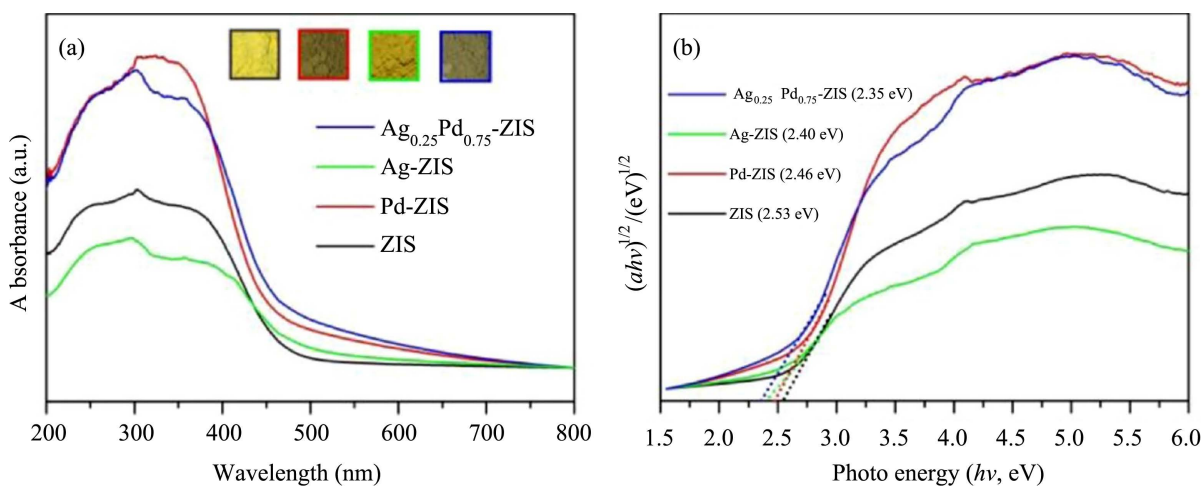 (a)
Ag0.25Pd0.75-ZIS
Ag-ZIS
Pd-ZIS
ZIS
A absorbance (a.u.)
200 300 400 500 600 700 800
Wavelength (nm)
(b)
Ag0.25 Pd0.75-ZIS (2.35 eV)
Ag-ZIS (2.40 eV)
Pd-ZIS (2.46 eV)
ZIS (2.53 eV)
(ahv)1/2/(eV)1/2
1.5 2.0 2.5 3.0 3.5 4.0 4.5 5.0 5.5 6.0
Photo energy (hv, eV)